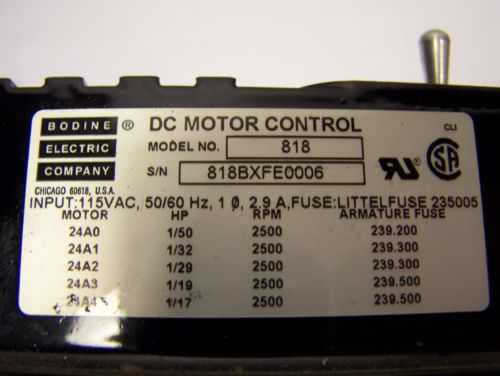 BODINE ® DC MOTOR CONTROL CLI
ELECTRIC MODEL NO. 818
COMPANY S/N 818BXFE0006
CHICAGO 60618, U.S.A.
INPUT:115VAC, 50/60 Hz, 1 Ø, 2.9 A,FUSE:LITTELFUSE 235005
MOTOR HP RPM ARMATURE FUSE
24A0 1/50 2500 239.200
24A1 1/32 2500 239.300
24A2 1/29 2500 239.300
24A3 1/19 2500 239.500
24A4 1/17 2500 239.500